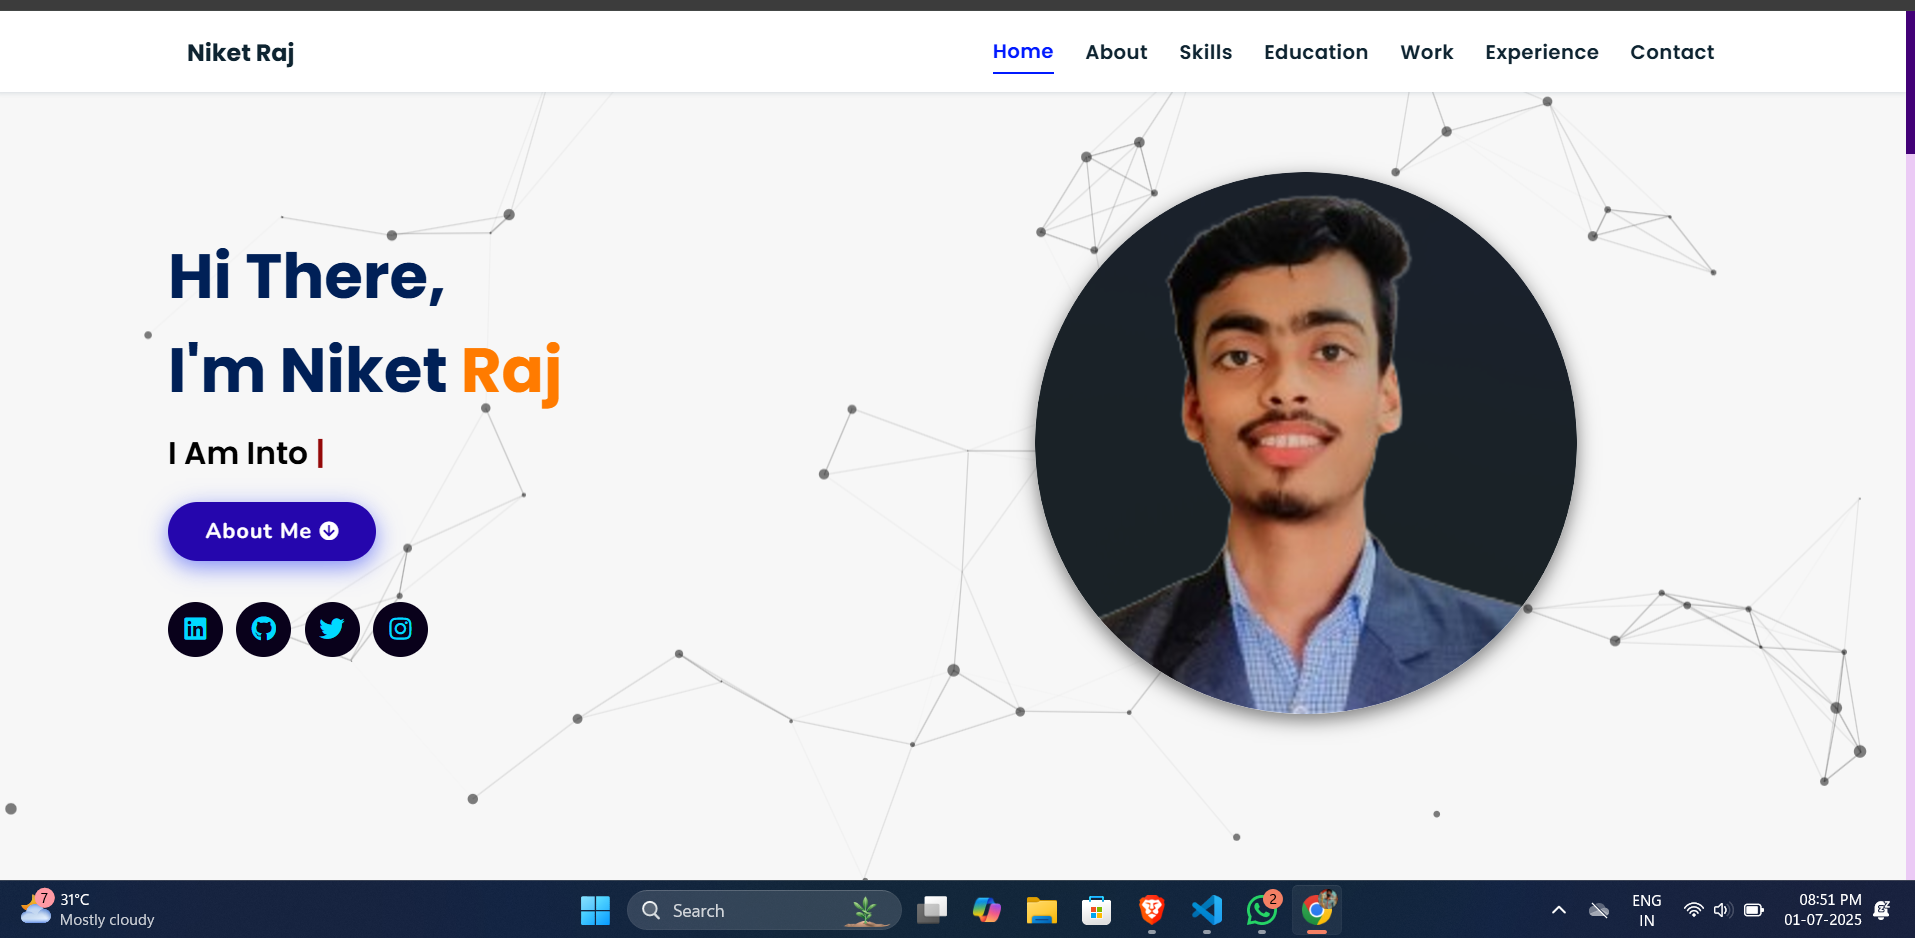 Niket Raj
Home About Skills Education Work Experience Contact
Hi There,
I'm Niket Raj
I Am Into |
About Me
in
7
31°C
Mostly cloudy
Search
2
ENG
IN
08:51 PM
01-07-2025